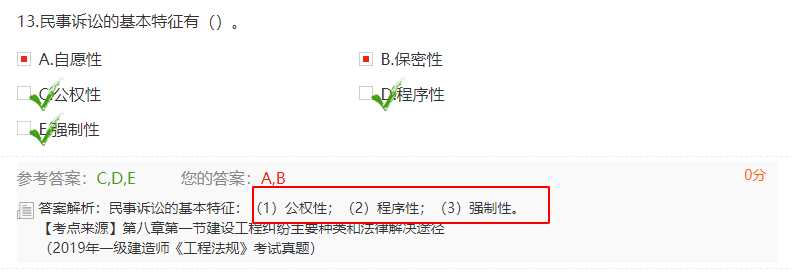 13.民事诉讼的基本特征有（）。
A.自愿性
B.保密性
C.公权性
D.程序性
E.强制性
参考答案：C,D,E 您的答案：A,B 0分
答案解析：民事诉讼的基本特征：（1）公权性；（2）程序性；（3）强制性。
【考点来源】第八章第一节建设工程纠纷主要种类和法律解决途径
（2019年一级建造师《工程法规》考试真题）